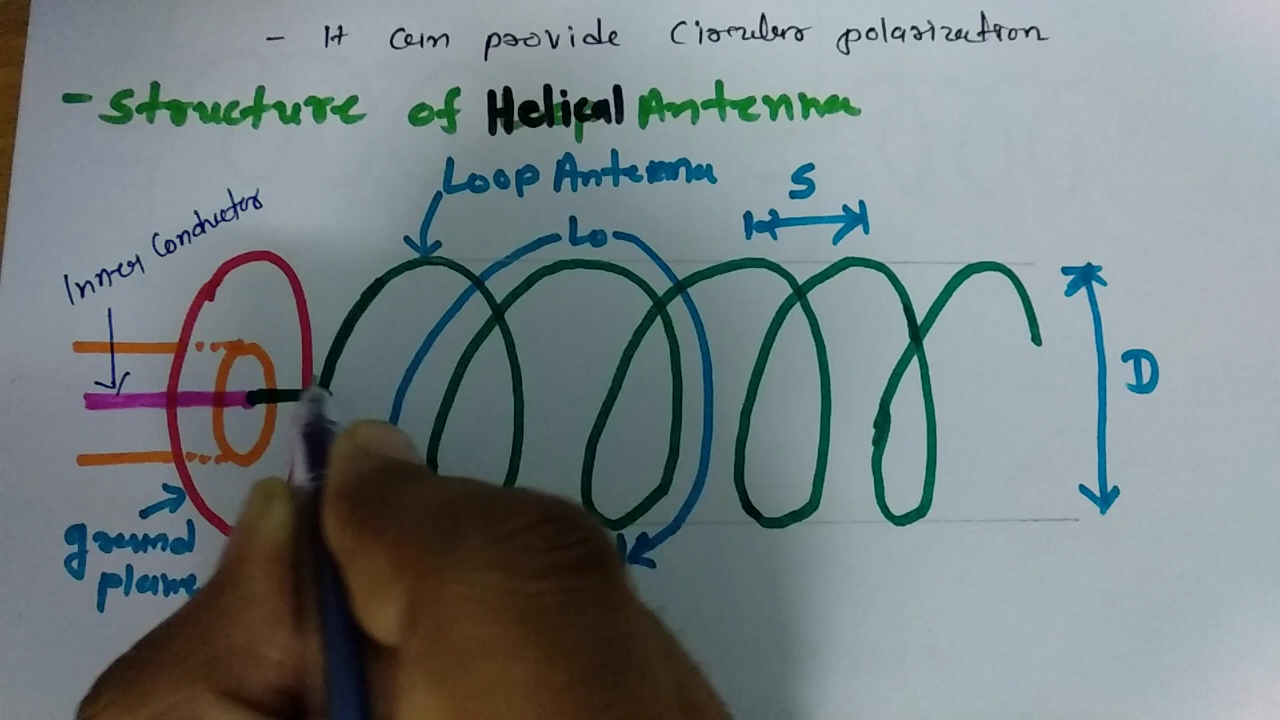 - It can provide Circular polarization
- Structure of Helical Antenna
Loop Antenna
S
Inner Conductor
Lo
D
ground
plane